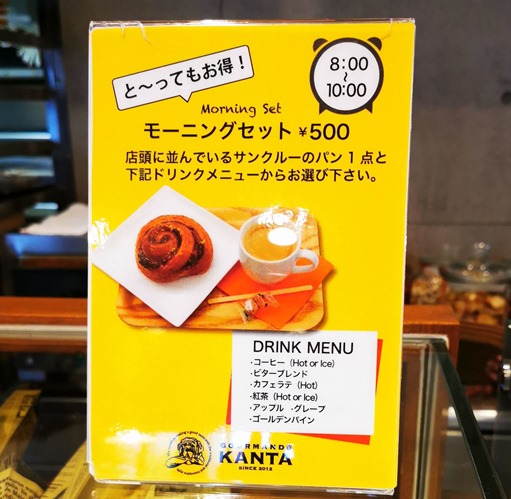 と〜ってもお得！
8:00
〜
10:00
Morning Set
モーニングセット ¥500
店頭に並んでいるサンクルーのパン 1 点と
下記ドリンクメニューからお選び下さい。
DRINK MENU
・コーヒー（Hot or Ice）
・ビターブレンド
・カフェラテ（Hot）
・紅茶（Hot or Ice）
・アップル ・グレープ
・ゴールデンパイン
GOURMAND@
KANTA
SINCE 2012